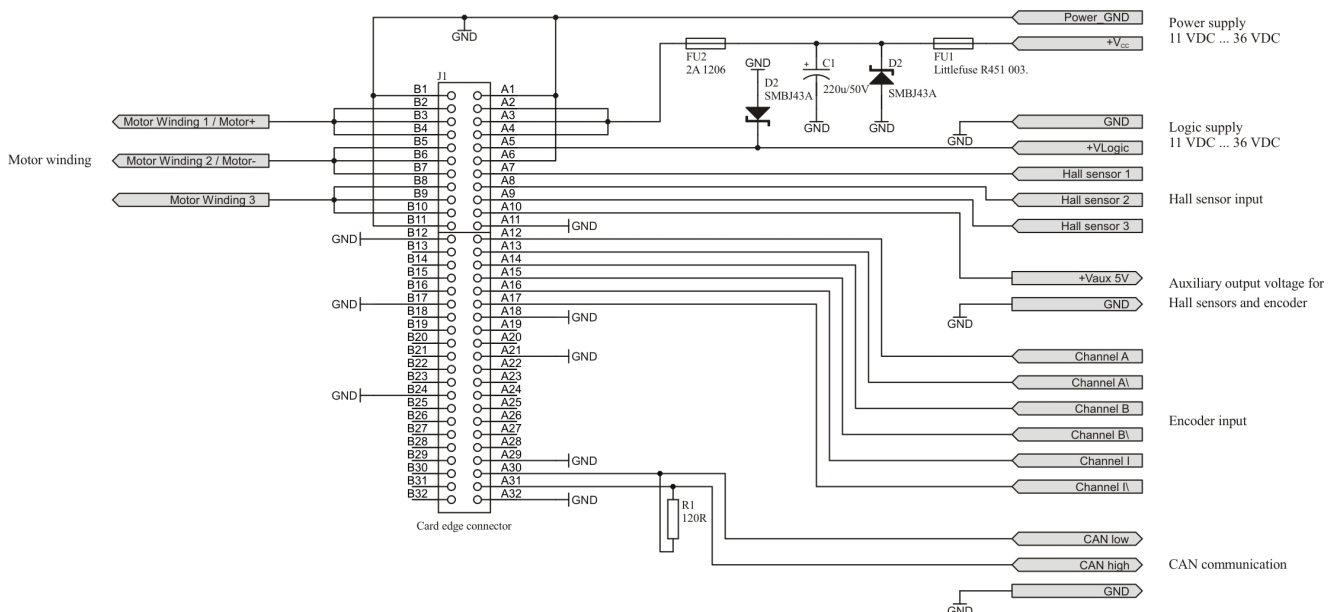 Power_GND
Power supply
11 VDC ... 36 VDC
GND
+Vcc
FU2
2A 1206
GND
+ C1
220u/50V
D2
SMBJ43A
D2
SMBJ43A
FU1
Littlefuse R451 003.
GND
GND
GND
GND
Logic supply
11 VDC ... 36 VDC
+VLogic
J1
B1 A1
B2 A2
B3 A3
B4 A4
B5 A5
B6 A6
B7 A7
B8 A8
B9 A9
B10 A10
B11 A11 GND
GND B12 A12
B13 A13
B14 A14
B15 A15
B16 A16
GND B17 A17
B18 A18 GND
B19 A19
B20 A20
B21 A21 GND
B22 A22
B23 A23
GND B24 A24
B25 A25
B26 A26
B27 A27
B28 A28
B29 A29 GND
B30 A30
B31 A31
B32 A32 GND
Card edge connector
Motor winding
Motor Winding 1 / Motor+
Motor Winding 2 / Motor-
Motor Winding 3
Hall sensor 1
Hall sensor 2
Hall sensor 3
Hall sensor input
+Vaux 5V
GND
GND
Auxiliary output voltage for
Hall sensors and encoder
Channel A
Channel A\
Channel B
Channel B\
Channel I
Channel I\
Encoder input
R1
120R
CAN low
CAN high
GND
GND
CAN communication